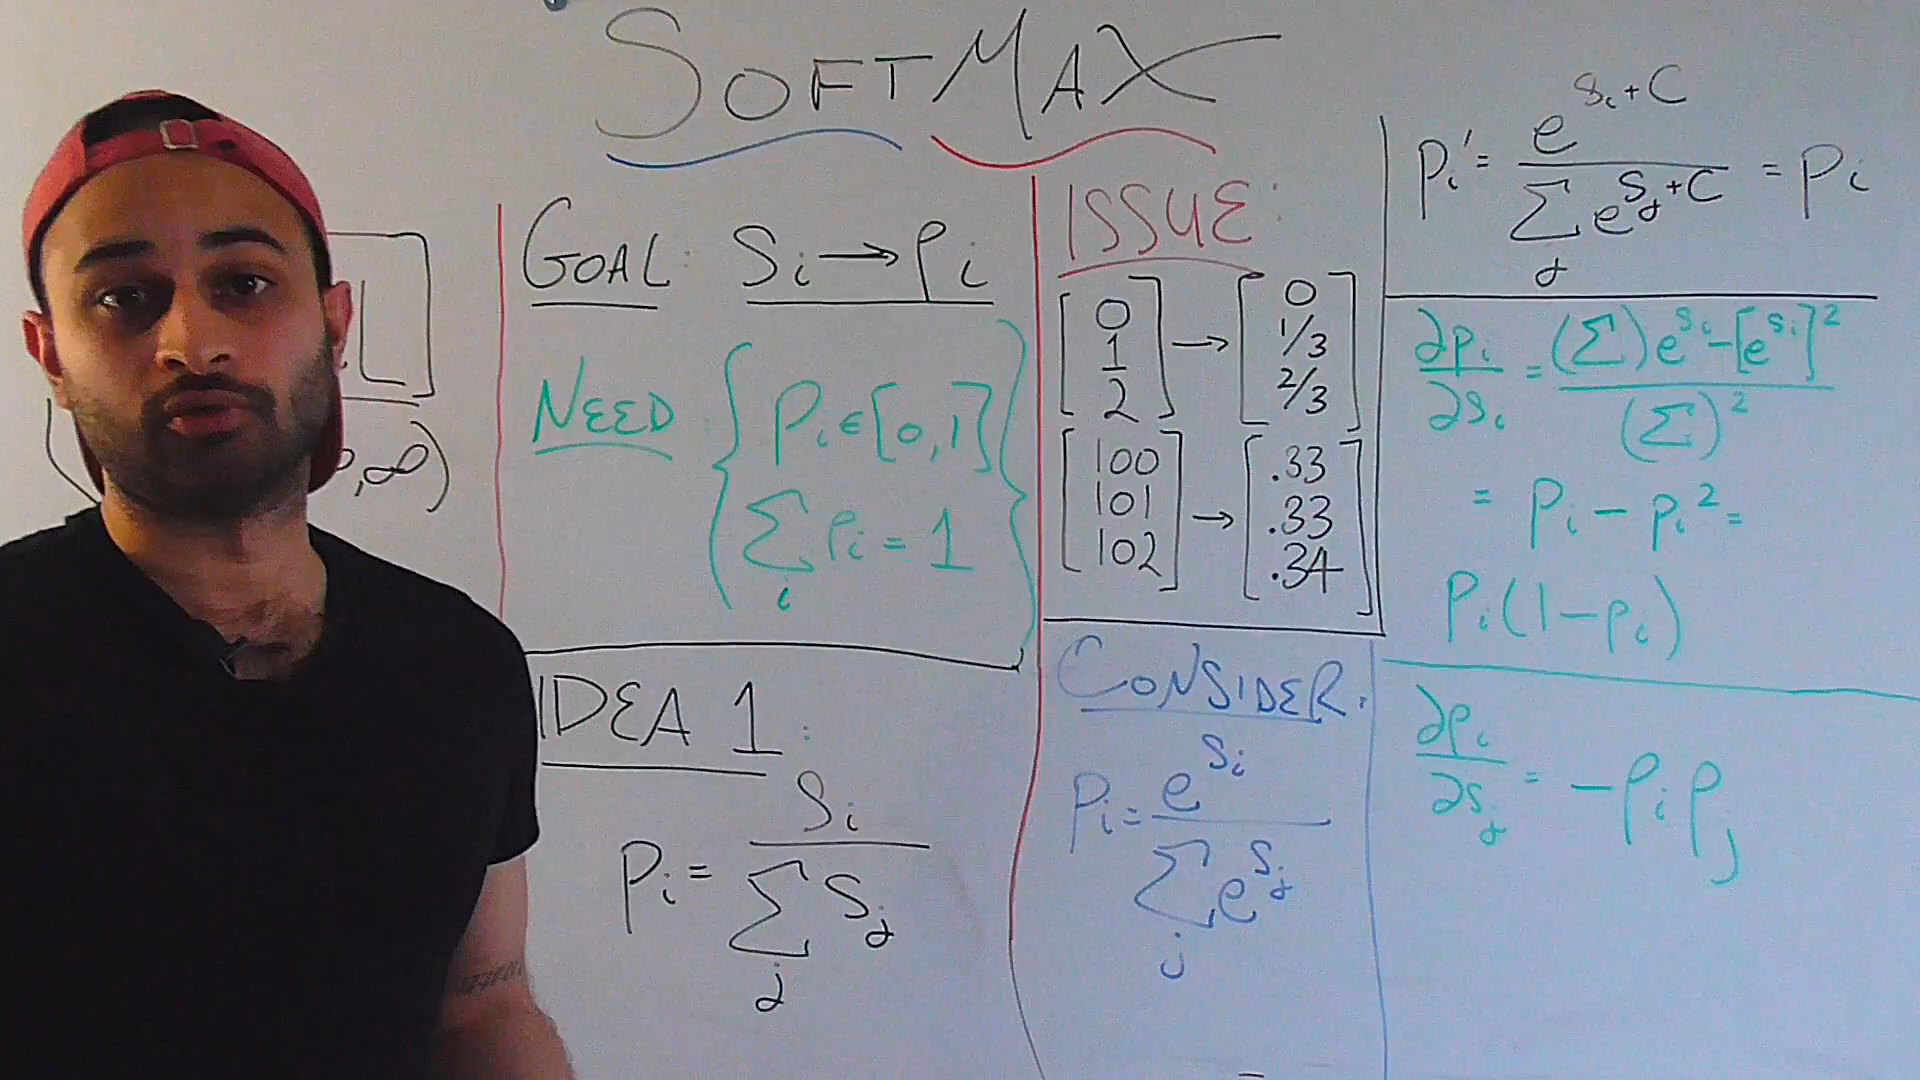 SOFTMAX
, ∞)
GOAL: Sᵢ → Pᵢ
NEED: { Pᵢ ∈ [0,1]
∑ᵢ Pᵢ = 1 }
IDEA 1:
Pᵢ = Sᵢ / ∑ⱼ Sⱼ
ISSUE:
[0 1 2] → [0 1/3 2/3]
[100 101 102] → [.33 .33 .34]
CONSIDER:
Pᵢ = e^(Sᵢ) / ∑ⱼ e^(Sⱼ)
Pᵢ' = e^(Sᵢ+C) / ∑ⱼ e^(Sⱼ+C) = Pᵢ
∂Pᵢ/∂Sᵢ = ((∑)e^(Sᵢ) - [e^(Sᵢ)]²) / (∑)²
= Pᵢ - Pᵢ² =
Pᵢ(1-Pᵢ)
∂Pᵢ/∂Sⱼ = -PᵢPⱼ